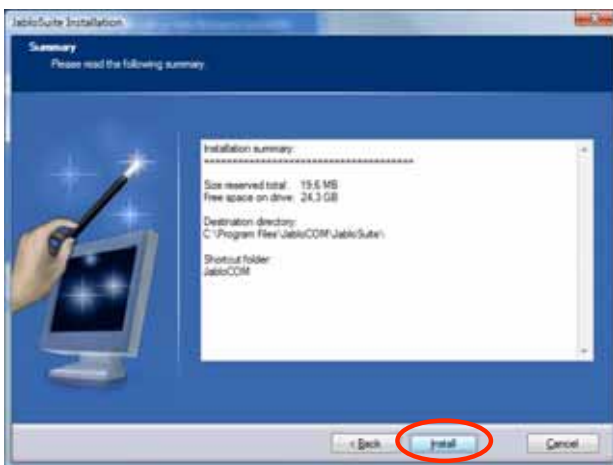 JabloSuite Installation
Summary
Please read the following summary.
Installation summary:
****************************************
Size reserved total: 19,6 MB
Free space on drive: 24,3 GB
Destination directory:
C:\Program Files\JabloCOM\JabloSuite\
Shortcut folder:
JabloCOM
< Back
Install
Cancel